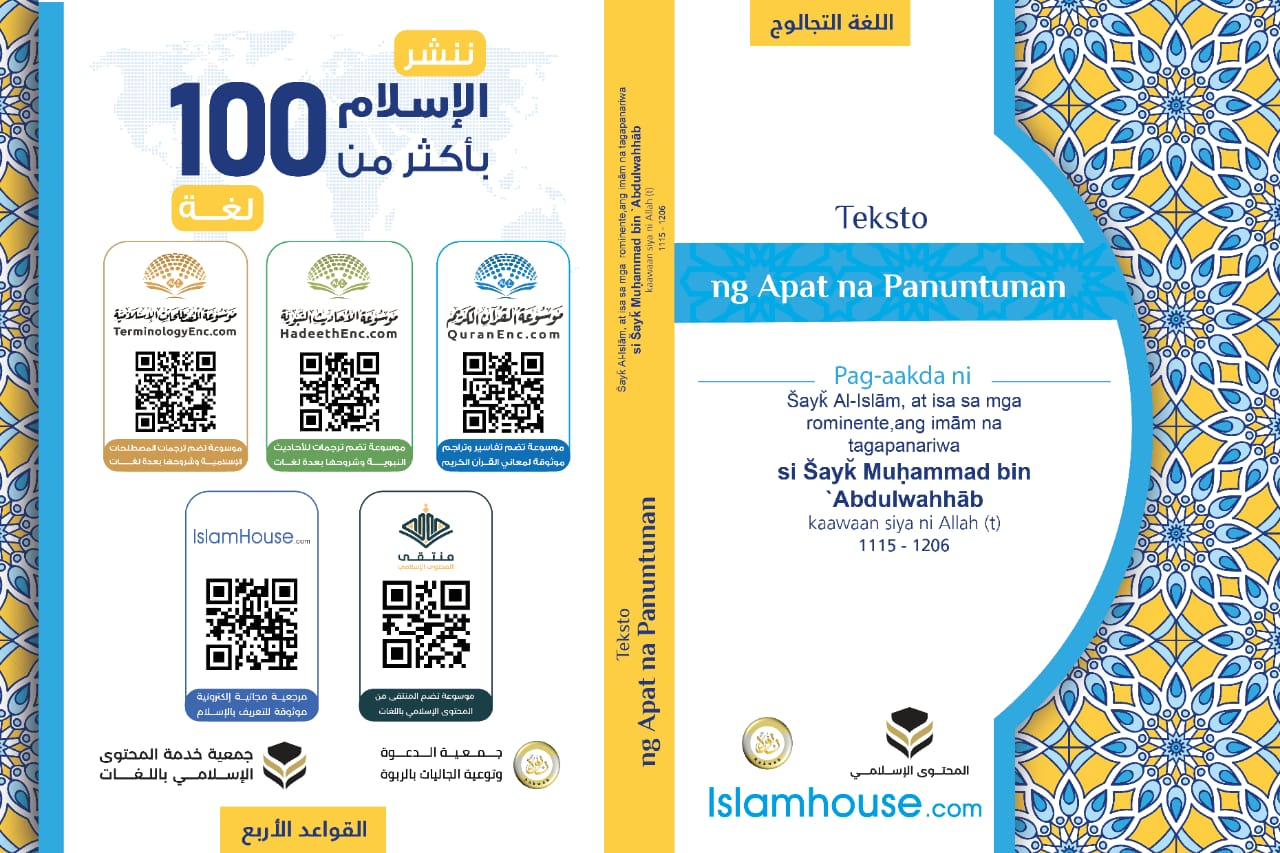 ننشر
الإسلام
100
بأكثر من
لغة
TerminologyEnc.com
موسوعة تضم ترجمات المصطلحات
الإسلامية وشروحها بعدة لغات
موسوعة الأحاديث النبوية
HadeethEnc.com
موسوعة تضم ترجمات للأحاديث
النبوية وشروحها بعدة لغات
موسوعة القرآن الكريم
QuranEnc.com
موسوعة تضم تفاسير وتراجم
موثوقة لمعاني القرآن الكريم
IslamHouse.com
مرجعية مجانية إلكترونية
موثوقة للتعريف بالإسلام
منتقى
المحتوى الإسلامي
موسوعة تضم المنتقى من
المحتوى الإسلامي باللغات
جمعية خدمة المحتوى
الإسلامي باللغات
جمعية الدعوة
وتوعية الجاليات بالربوة
القواعد الأربع
Šayk̆ Al-Islām, at isa sa mga rominente,ang imām na tagapanariwa
si Šayk̆ Muḥammad bin `Abdulwahhāb
kaawaan siya ni Allah (t)
1115 - 1206
Teksto
ng Apat na Panuntunan
اللغة التجالوج
Teksto
ng Apat na Panuntunan
Pag-aakda ni
Šayk̆ Al-Islām, at isa sa mga
rominente,ang imām na
tagapanariwa
si Šayk̆ Muḥammad bin
`Abdulwahhāb
kaawaan siya ni Allah (t)
1115 - 1206
المحتوى الإسلامي
Islamhouse.com